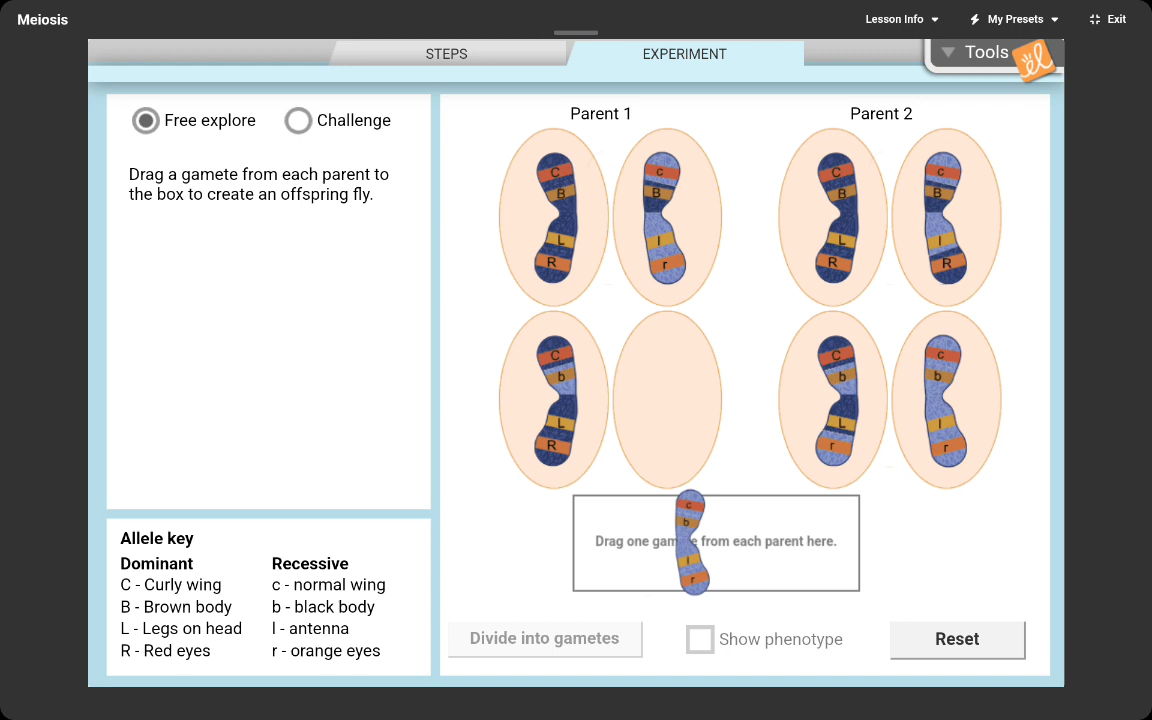 Meiosis
Lesson Info
My Presets
Exit
STEPS
EXPERIMENT
Tools
Free explore
Challenge
Drag a gamete from each parent to
the box to create an offspring fly.
Allele key
Dominant
Recessive
C - Curly wing
c - normal wing
B - Brown body
b - black body
L - Legs on head
l - antenna
R - Red eyes
r - orange eyes
Parent 1
Parent 2
C
B
L
R
c
B
l
r
C
B
L
R
c
B
l
R
C
b
L
R
C
b
L
r
c
b
l
r
c
b
l
r
Drag one gamete from each parent here.
Divide into gametes
Show phenotype
Reset